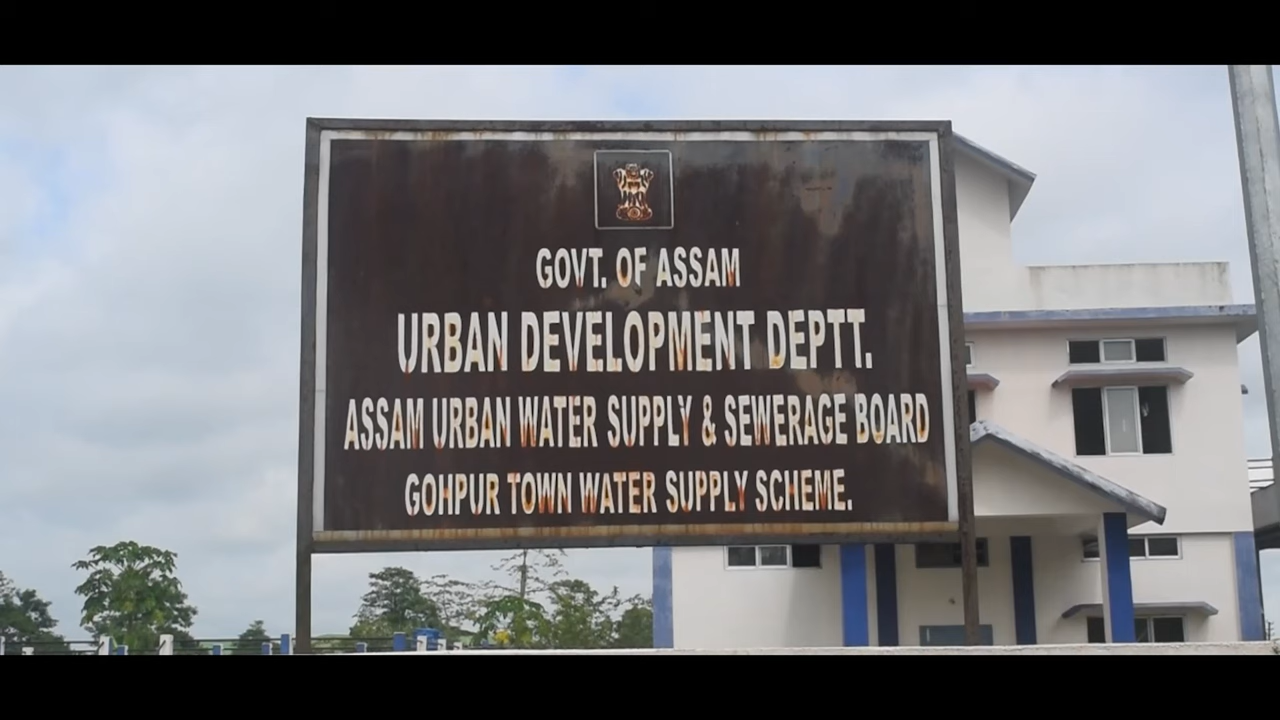 GOVT. OF ASSAM
URBAN DEVELOPMENT DEPTT.
ASSAM URBAN WATER SUPPLY & SEWERAGE BOARD
GOHPUR TOWN WATER SUPPLY SCHEME.